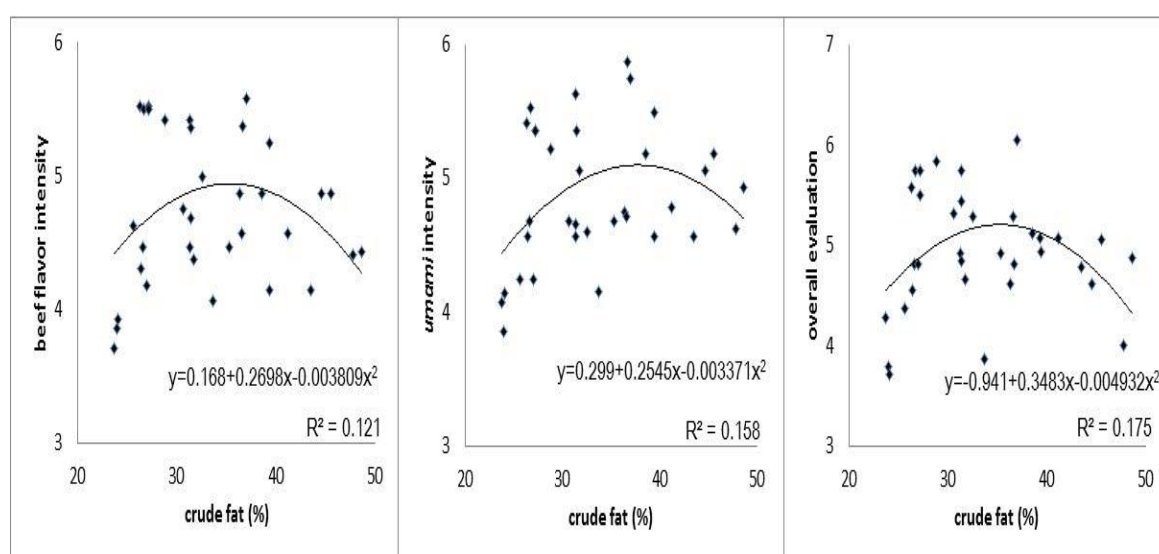 6
5
4
3
beef flavor intensity
y=0.168+0.2698x-0.003809x²
R² = 0.121
20 30 40 50
crude fat (%)
6
5
4
3
umami intensity
y=0.299+0.2545x-0.003371x²
R² = 0.158
20 30 40 50
crude fat (%)
7
6
5
4
3
overall evaluation
y=-0.941+0.3483x-0.004932x²
R² = 0.175
20 30 40 50
crude fat (%)